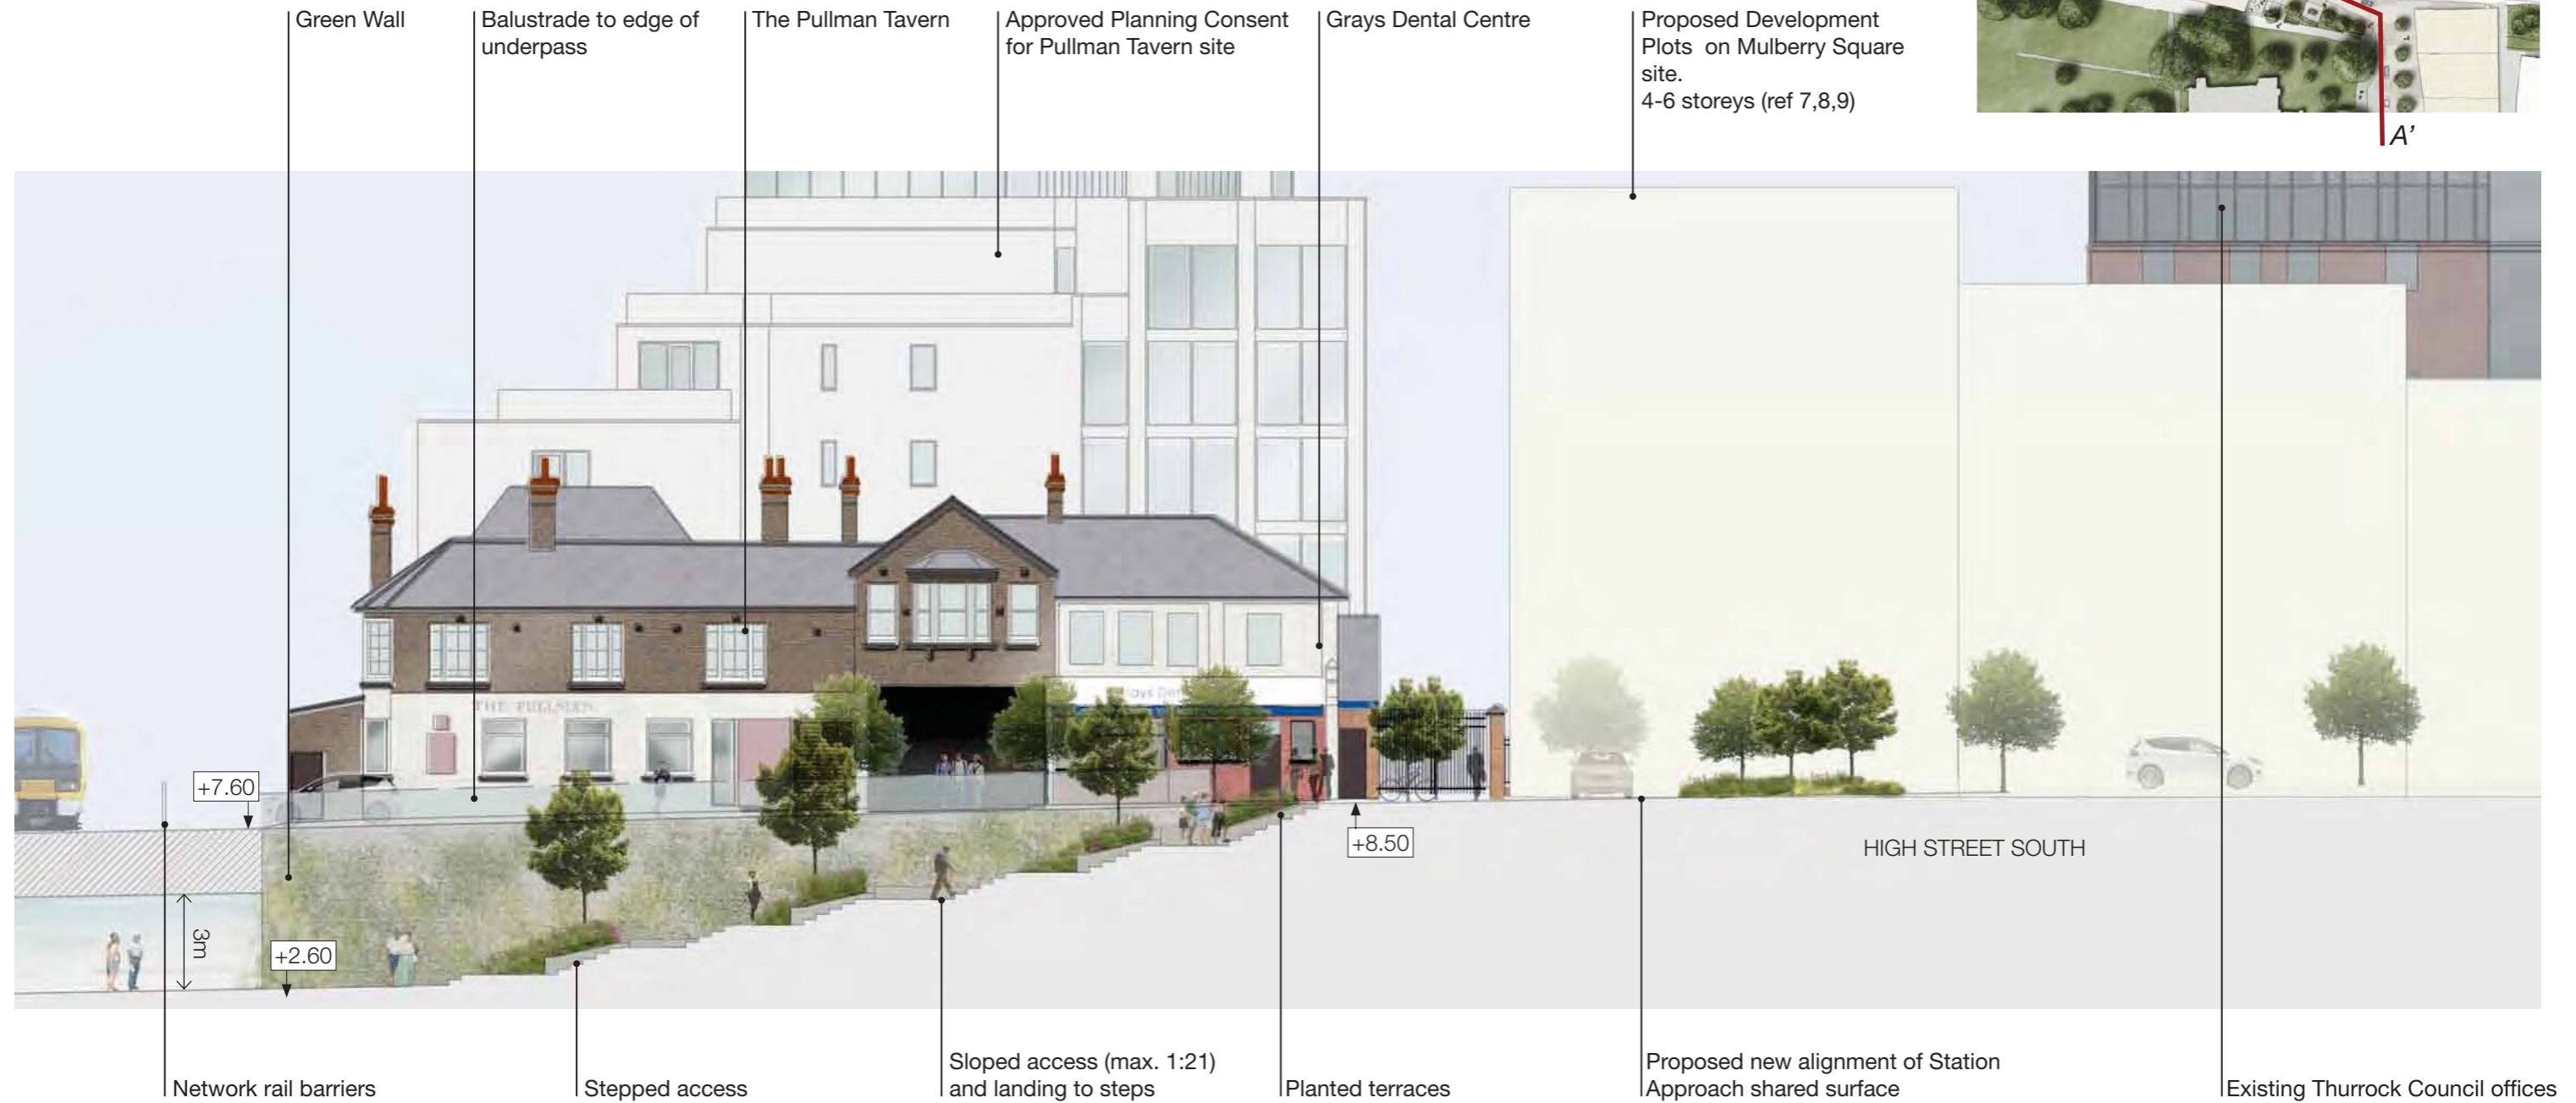 Green Wall
Balustrade to edge of
underpass
The Pullman Tavern
Approved Planning Consent
for Pullman Tavern site
Grays Dental Centre
Proposed Development
Plots on Mulberry Square
site.
4-6 storeys (ref 7,8,9)
A'
THE PULLMAN
+7.60
+8.50
HIGH STREET SOUTH
3m
+2.60
Network rail barriers
Stepped access
Sloped access (max. 1:21)
and landing to steps
Planted terraces
Proposed new alignment of Station
Approach shared surface
Existing Thurrock Council offices